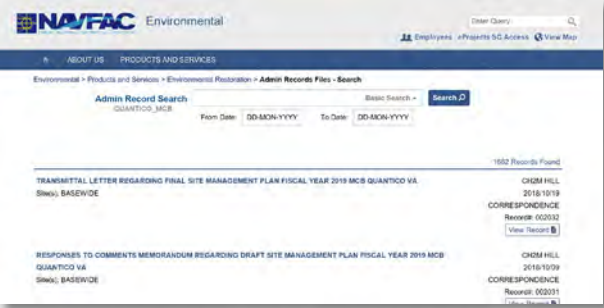 NAVFAC Environmental
Enter Query
Employees eProjects SG Access View Map
ABOUT US PRODUCTS AND SERVICES
Environmental > Products and Services > Environmental Restoration > Admin Records Files - Search
Admin Record Search Basic Search Search
QUANTICO_MCB
From Date: DD-MON-YYYY To Date: DD-MON-YYYY
1662 Records Found
TRANSMITTAL LETTER REGARDING FINAL SITE MANAGEMENT PLAN FISCAL YEAR 2019 MCB QUANTICO VA CH2M HILL
Site(s): BASEWIDE 2018/10/19
CORRESPONDENCE
Record#: 002032
View Record
RESPONSES TO COMMENTS MEMORANDUM REGARDING DRAFT SITE MANAGEMENT PLAN FISCAL YEAR 2019 MCB CH2M HILL
QUANTICO VA 2018/10/09
Site(s): BASEWIDE CORRESPONDENCE
Record#: 002031
View Record